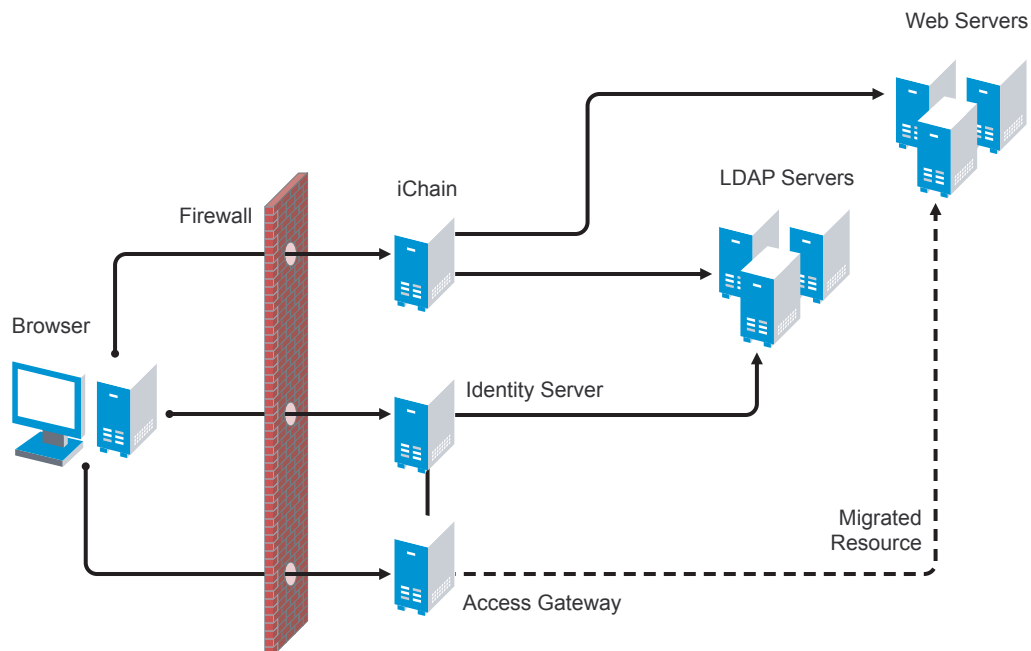 Web Servers
LDAP Servers
iChain
Firewall
Browser
Identity Server
Migrated
Resource
Access Gateway